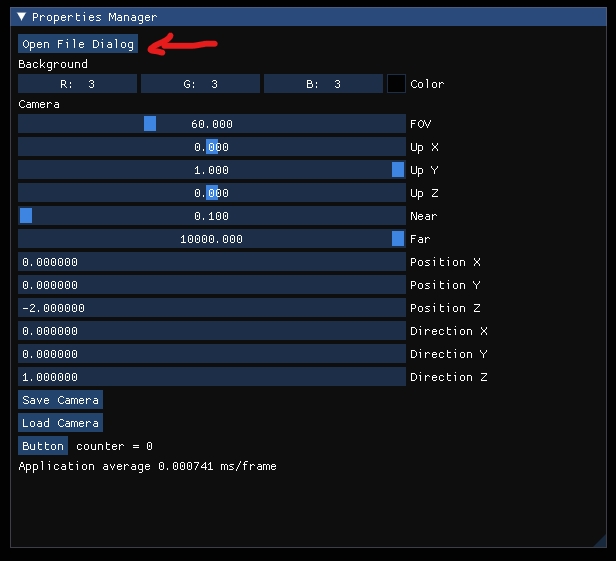 Properties Manager
Open File Dialog
Background
R: 3 G: 3 B: 3 Color
Camera
60.000 FOV
0.000 Up X
1.000 Up Y
0.000 Up Z
0.100 Near
10000.000 Far
0.000000 Position X
0.000000 Position Y
-2.000000 Position Z
0.000000 Direction X
0.000000 Direction Y
1.000000 Direction Z
Save Camera
Load Camera
Button counter = 0
Application average 0.000741 ms/frame